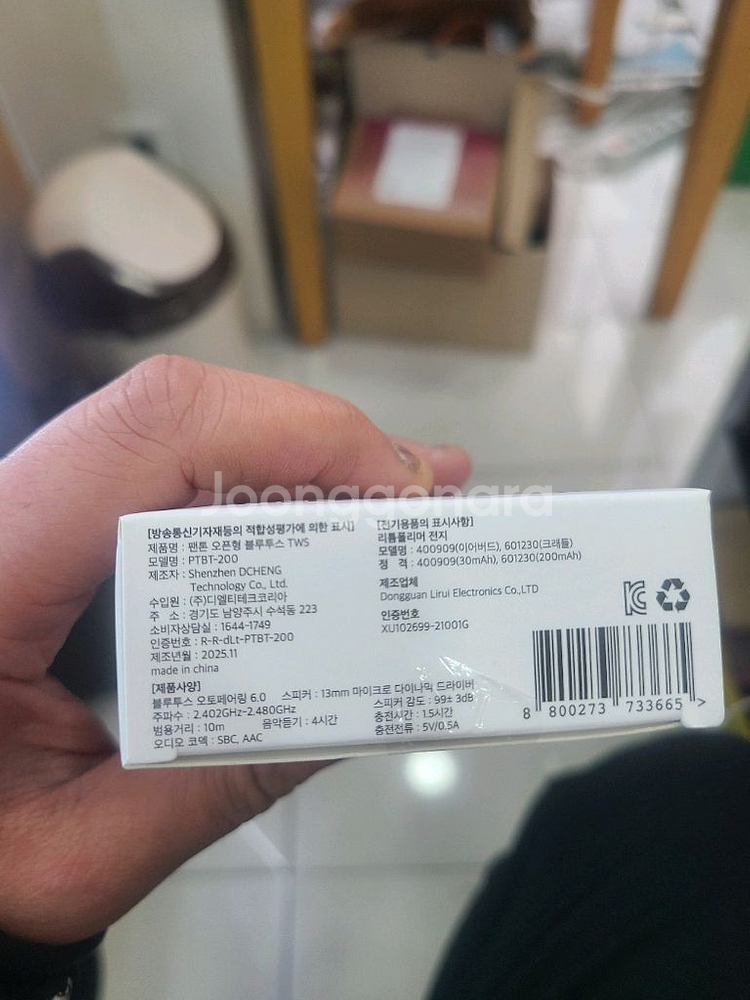 Joonggonara
[방송통신기자재등의 적합성평가에 의한 표시]
제품명 : 팬톤 오픈형 블루투스 TWS
모델명 : PTBT-200
제조자 : Shenzhen DCHENG
Technology Co., Ltd.
수입원 : (주)디엘티테크코리아
주 소 : 경기도 남양주시 수석동 223
소비자상담실 : 1644-1749
인증번호 : R-R-dLt-PTBT-200
제조년월 : 2025.11
made in china
[전기용품의 표시사항]
리튬폴리머 전지
모델명 : 400909(이어버드), 601230(크래들)
정 격 : 400909(30mAh), 601230(200mAh)
제조업체
Dongguan Lirui Electronics Co.,LTD
인증번호
XU102699-21001G
[제품사양]
블루투스 오토페어링 6.0 스피커 : 13mm 마이크로 다이나믹 드라이버
주파수 : 2.402GHz~2.480GHz 스피커 감도 : 99± 3dB
범용거리 : 10m 음악듣기 : 4시간 충전시간 : 1.5시간
오디오 코덱 : SBC, AAC 충전전류 : 5V/0.5A
8 800273 733665 >